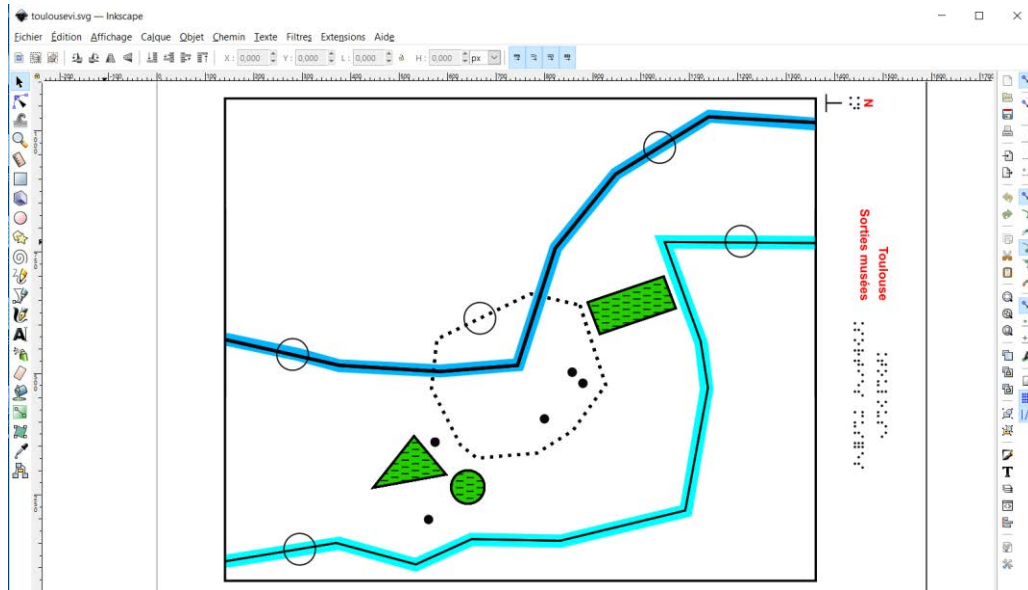 toulousevi.svg — Inkscape
Fichier Édition Affichage Calque Objet Chemin Texte Filtres Extensions Aide
X: 0,000 Y: 0,000 L: 0,000 H: 0,000 px
N
Toulouse
Sorties musées